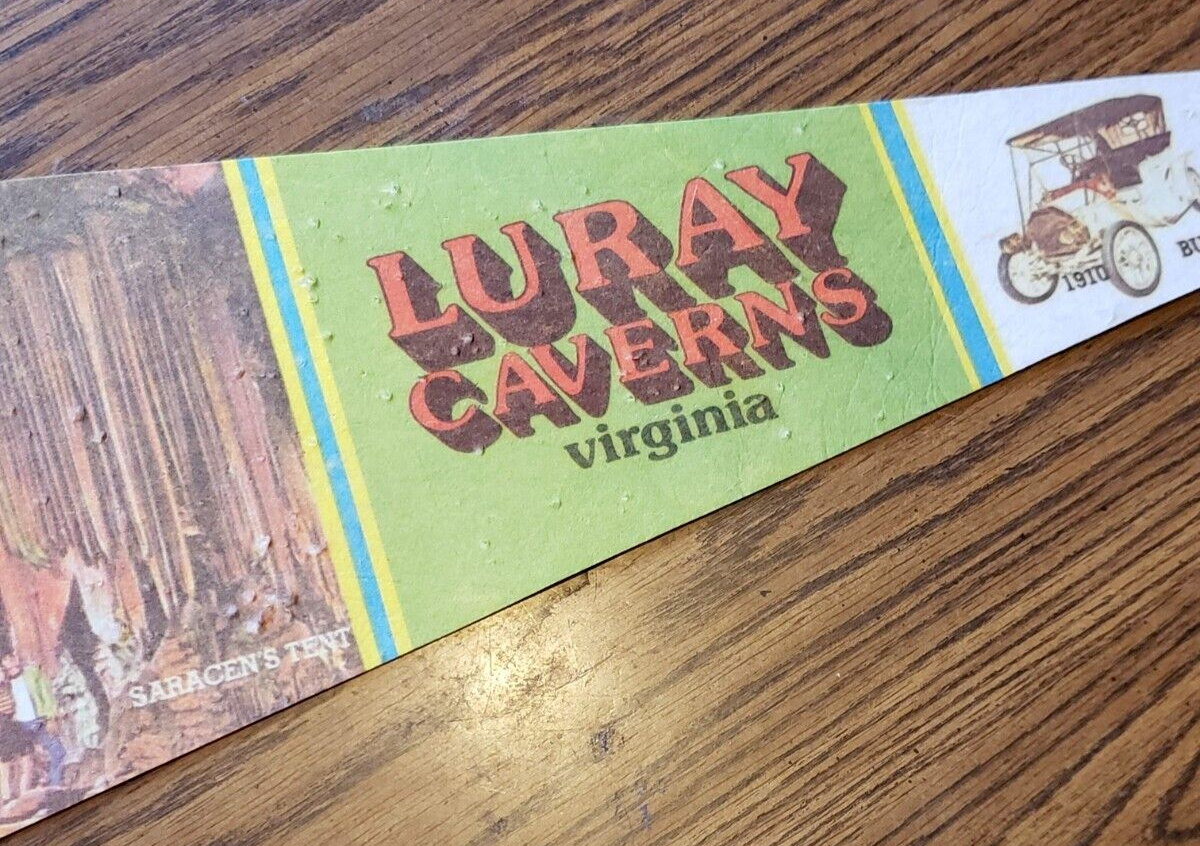 SARACEN'S TENT
LURAY
CAVERNS
virginia
1910